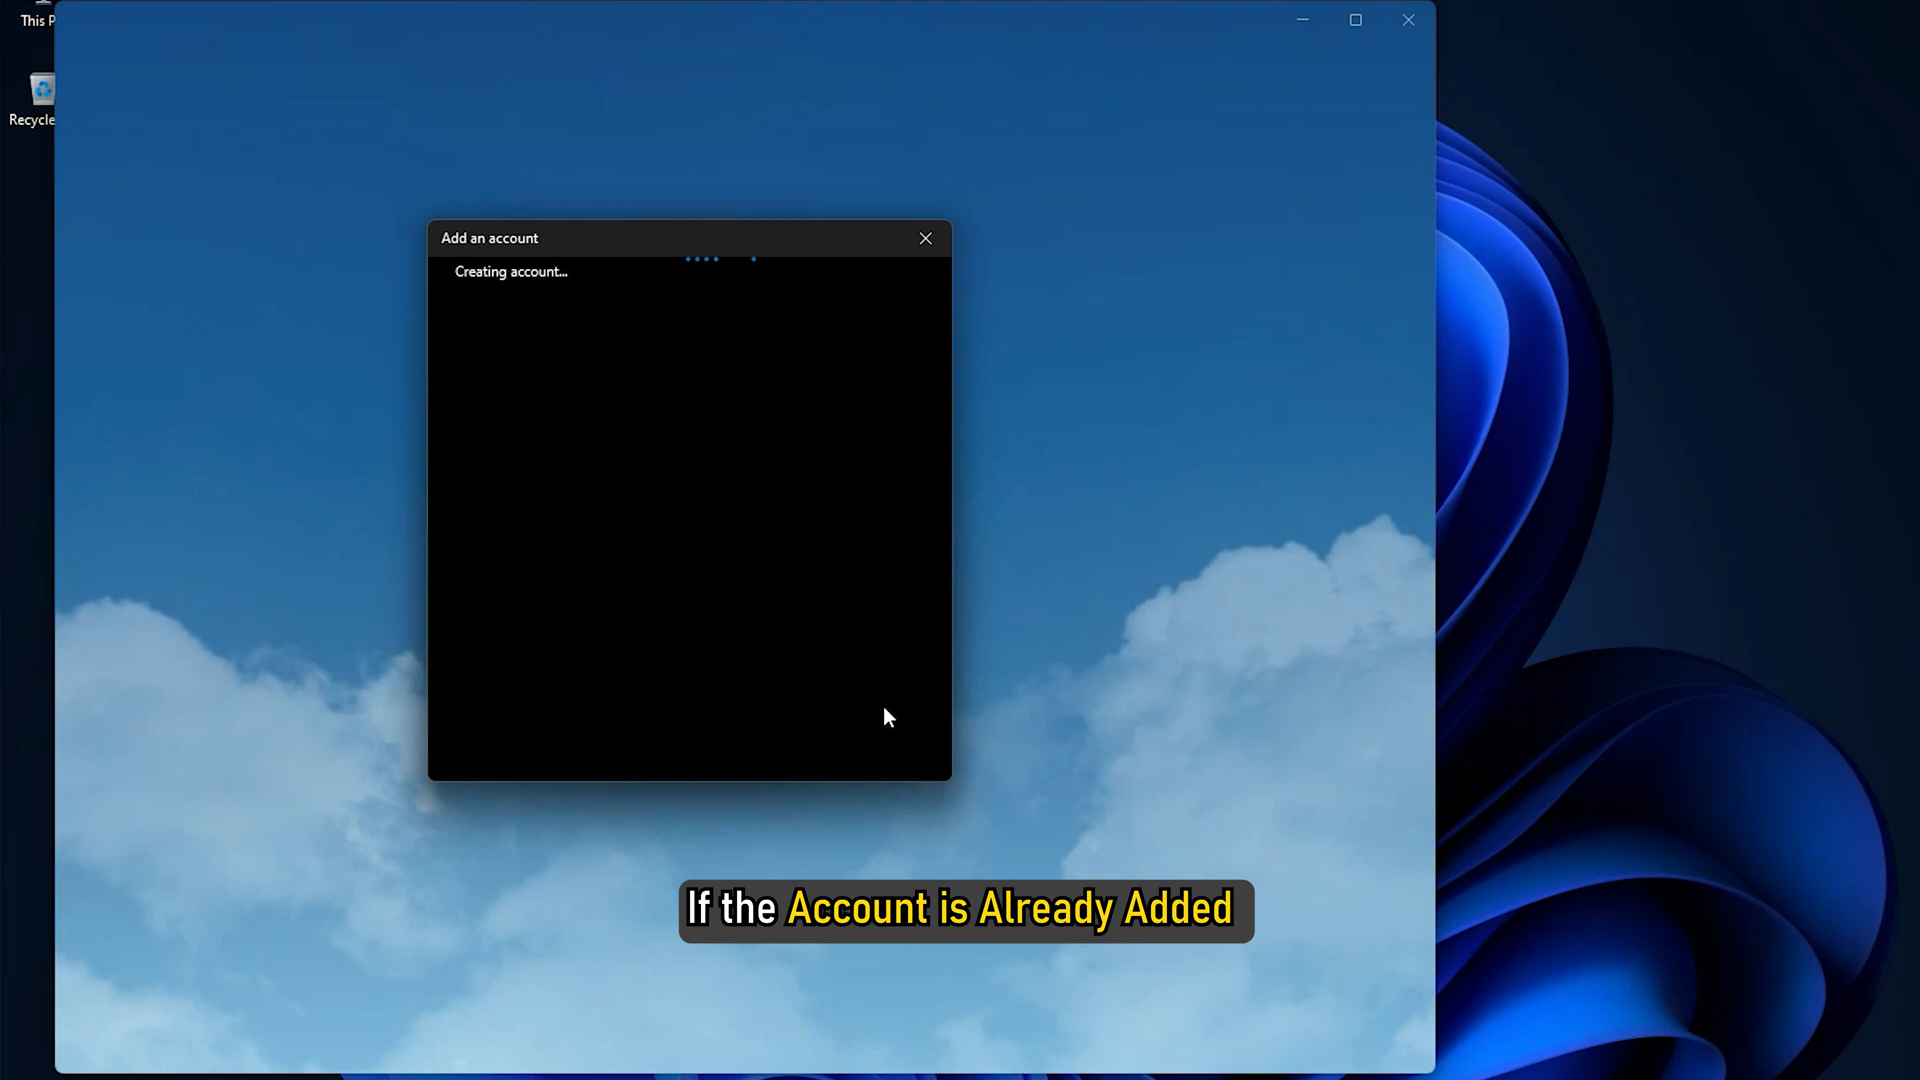 This P
Recycle
Add an account
Creating account...
If the Account is Already Added